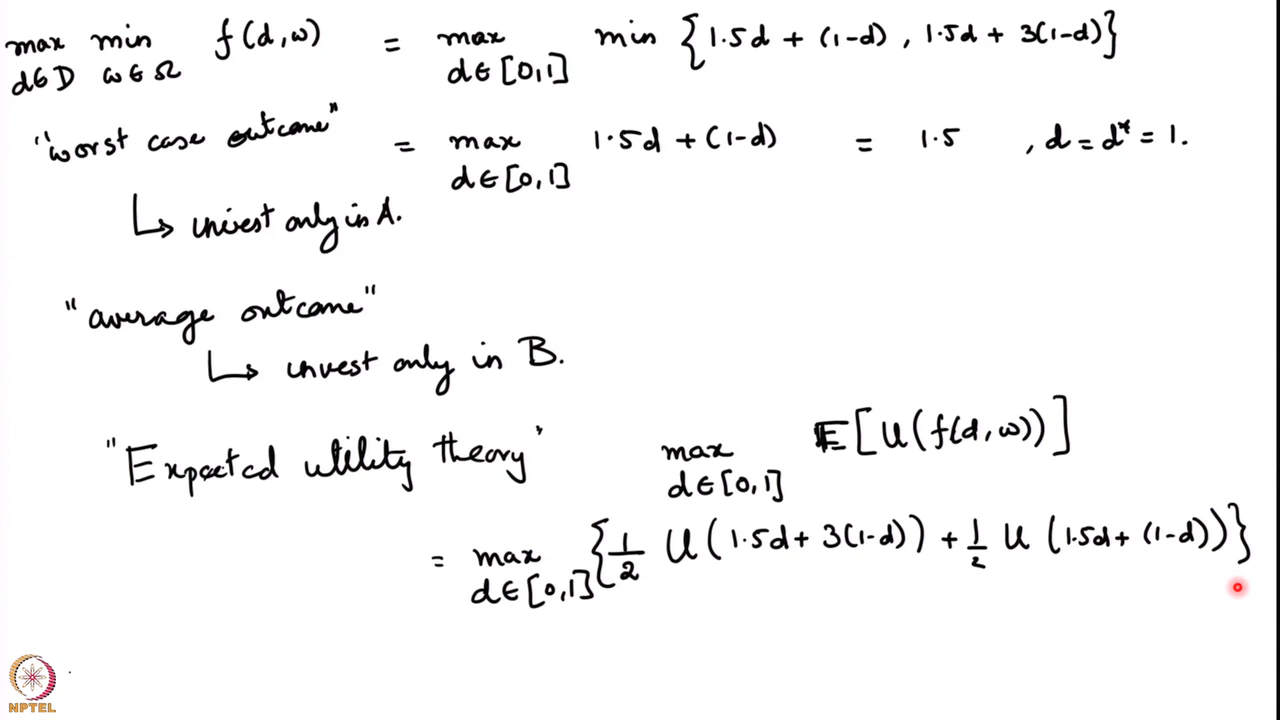 max min f(d,ω) = max min {1.5d + (1-d), 1.5d + 3(1-d)}
d∈D ω∈Ω d∈[0,1]
"worst case outcome" = max 1.5d + (1-d) = 1.5 , d = d* = 1.
d∈[0,1]
↳ invest only in A.
"average outcome"
↳ invest only in B.
"Expected utility theory" max E[U(f(d,ω))]
d∈[0,1]
= max {1/2 U(1.5d + 3(1-d)) + 1/2 U(1.5d + (1-d))}
d∈[0,1]
NPTEL